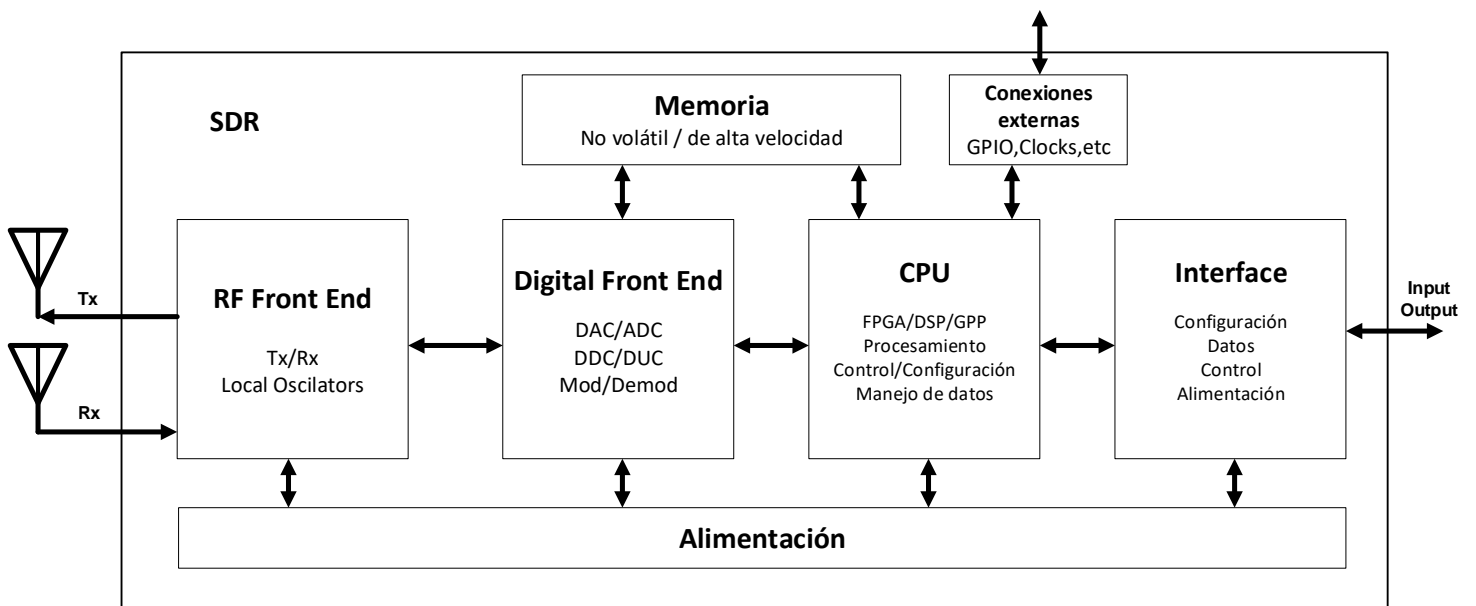 SDR
Memoria
No volátil / de alta velocidad
Conexiones
externas
GPIO,Clocks,etc
Tx
Rx
RF Front End
Tx/Rx
Local Oscilators
Digital Front End
DAC/ADC
DDC/DUC
Mod/Demod
CPU
FPGA/DSP/GPP
Procesamiento
Control/Configuración
Manejo de datos
Interface
Configuración
Datos
Control
Alimentación
Input
Output
Alimentación